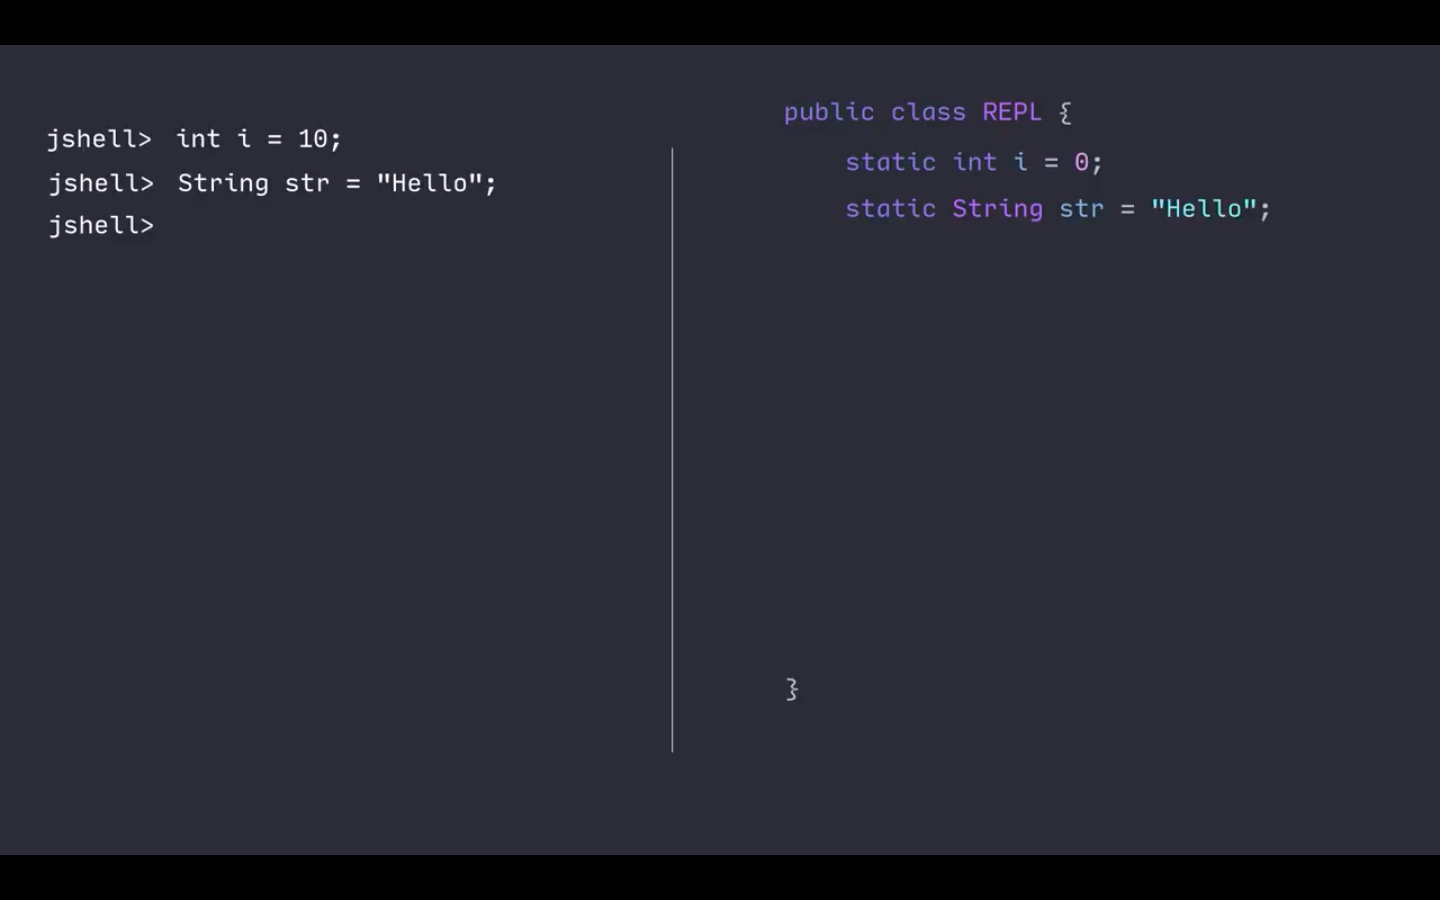 jshell> int i = 10;
jshell> String str = "Hello";
jshell>
public class REPL {
static int i = 0;
static String str = "Hello";
}